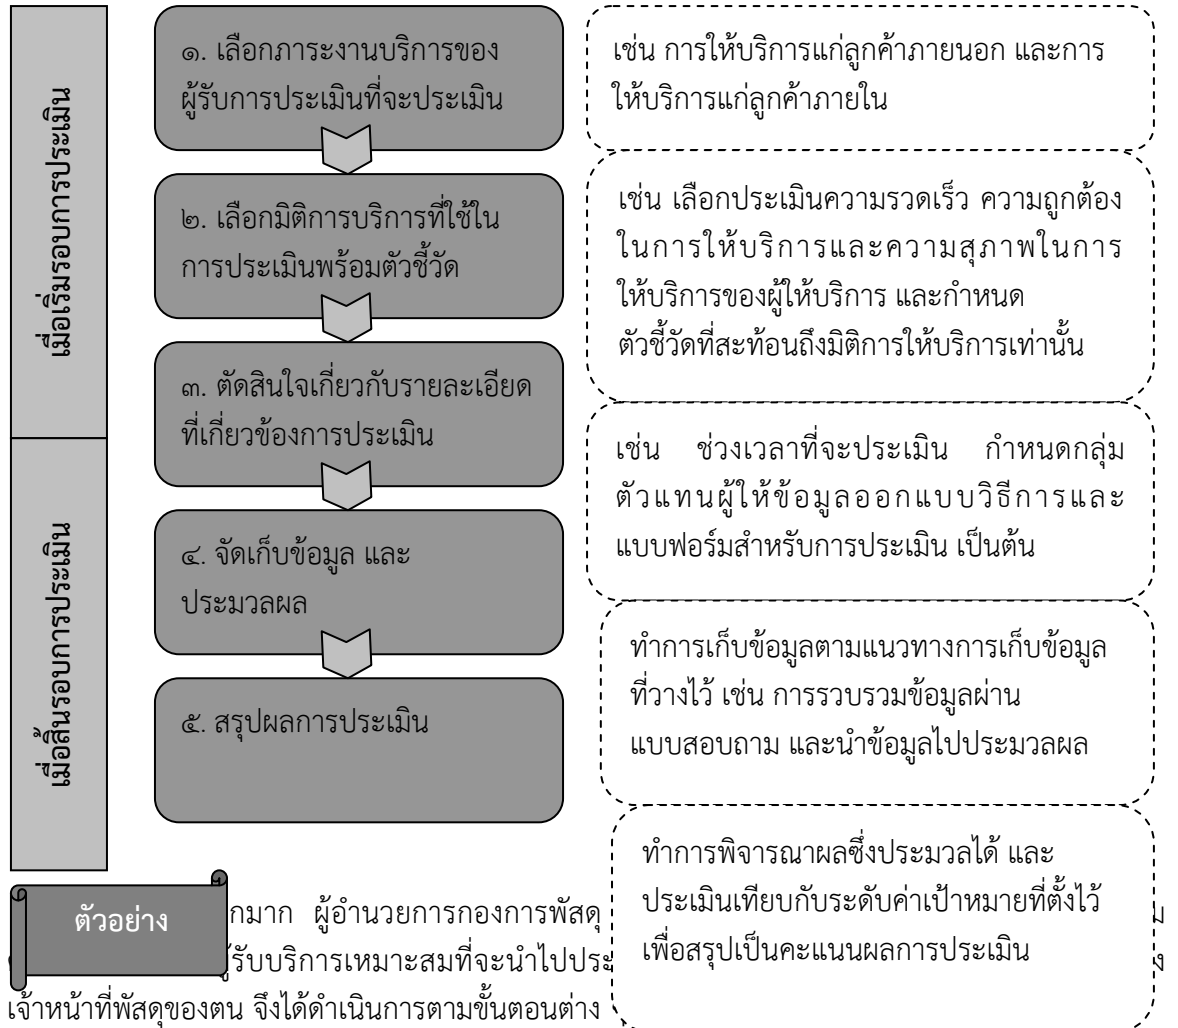 เมื่อเริ่มรอบการประเมิน
๑. เลือกภาระงานบริการของ
ผู้รับการประเมินที่จะประเมิน
เช่น การให้บริการแก่ลูกค้าภายนอก และการ
ให้บริการแก่ลูกค้าภายใน
๒. เลือกมิติการบริการที่ใช้ใน
การประเมินพร้อมตัวชี้วัด
เช่น เลือกประเมินความรวดเร็ว ความถูกต้อง
ในการให้บริการและความสุภาพในการ
ให้บริการของผู้ให้บริการ และกำหนด
ตัวชี้วัดที่สะท้อนถึงมิติการให้บริการเท่านั้น
๓. ตัดสินใจเกี่ยวกับรายละเอียด
ที่เกี่ยวข้องการประเมิน
เช่น ช่วงเวลาที่จะประเมิน กำหนดกลุ่ม
ตัวแทนผู้ให้ข้อมูลออกแบบวิธีการและ
แบบฟอร์มสำหรับการประเมิน เป็นต้น
เมื่อสิ้นรอบการประเมิน
๔. จัดเก็บข้อมูล และ
ประมวลผล
ทำการเก็บข้อมูลตามแนวทางการเก็บข้อมูล
ที่วางไว้ เช่น การรวบรวมข้อมูลผ่าน
แบบสอบถาม และนำข้อมูลไปประมวลผล
๕. สรุปผลการประเมิน
ทำการพิจารณาผลซึ่งประมวลได้ และ
ประเมินเทียบกับระดับค่าเป้าหมายที่ตั้งไว้
เพื่อสรุปเป็นคะแนนผลการประเมิน
ตัวอย่าง
กมาก ผู้อำนวยการกองการพัสดุ
รับบริการเหมาะสมที่จะนำไปประ
เจ้าหน้าที่พัสดุของตน จึงได้ดำเนินการตามขั้นตอนต่าง